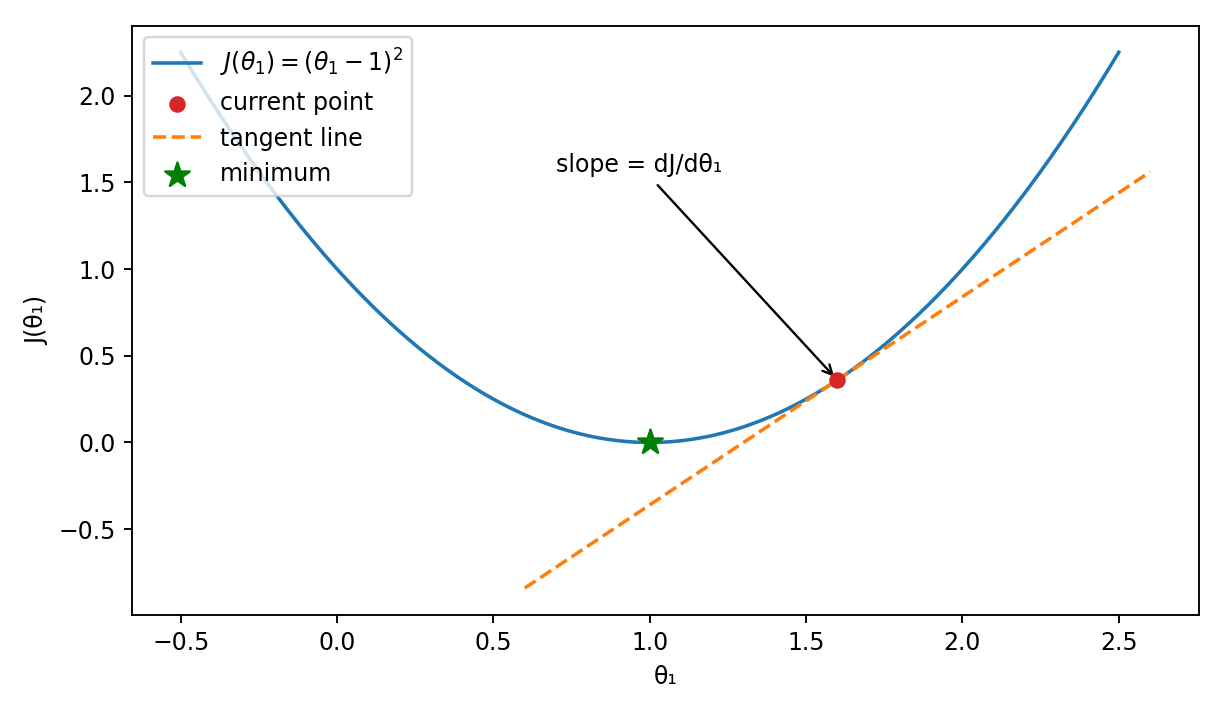 J(θ₁) = (θ₁ − 1)²
current point
tangent line
minimum
slope = dJ/dθ₁
J(θ₁)
2.0
1.5
1.0
0.5
0.0
−0.5
−0.5 0.0 0.5 1.0 1.5 2.0 2.5
θ₁